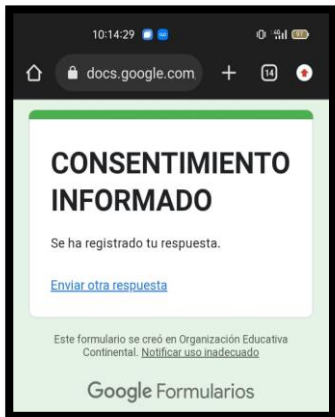 10:14:29
docs.google.com
14
CONSENTIMIENTO
INFORMADO
Se ha registrado tu respuesta.
Enviar otra respuesta
Este formulario se creó en Organización Educativa
Continental. Notificar uso inadecuado
Google Formularios